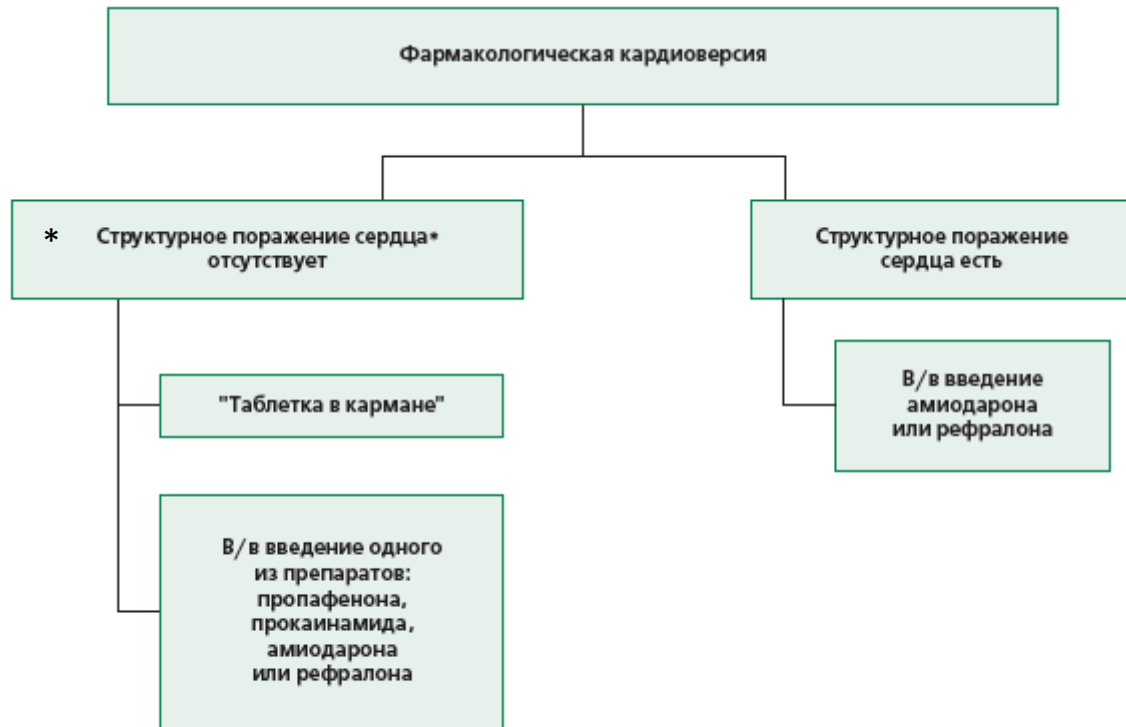 Фармакологическая кардиоверсия
* Структурное поражение сердца*
отсутствует
Структурное поражение
сердца есть
"Таблетка в кармане"
В/в введение
амиодарона
или рефралона
В/в введение одного
из препаратов:
пропафенона,
прокаинамида,
амиодарона
или рефралона